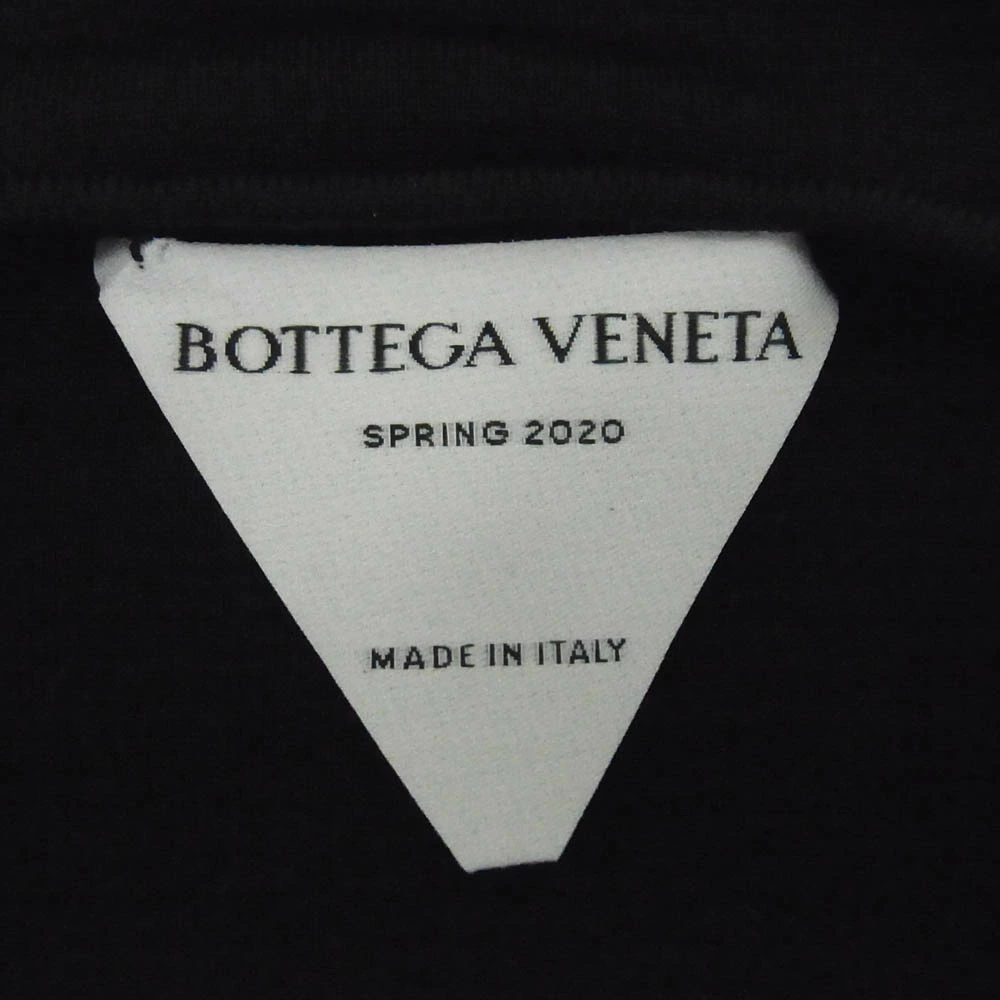 BOTTEGA VENETA
SPRING 2020
MADE IN ITALY